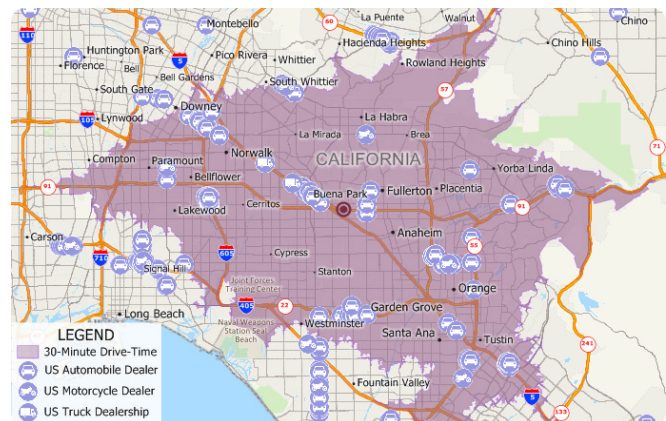 La Puente
Walnut
Montebello
60
Chino
110
Hacienda Heights
Chino Hills
Huntington Park
5
Pico Rivera
Whittier
Rowland Heights
Florence
Bell
Bell Gardens
South Whittier
57
South Gate
Downey
La Habra
105
Lynwood
La Mirada
Brea
71
Compton
Norwalk
CALIFORNIA
Paramount
Yorba Linda
Bellflower
91
Buena Park
Fullerton
Placentia
Lakewood
Cerritos
91
Anaheim
Carson
605
55
710
Cypress
Signal Hill
Stanton
Joint Forces
Training Center
Orange
405
22
Garden Grove
Long Beach
Naval Weapons
Station Seal
Beach
Westminster
Santa Ana
Tustin
241
Fountain Valley
5
133
LEGEND
30-Minute Drive-Time
US Automobile Dealer
US Motorcycle Dealer
US Truck Dealership